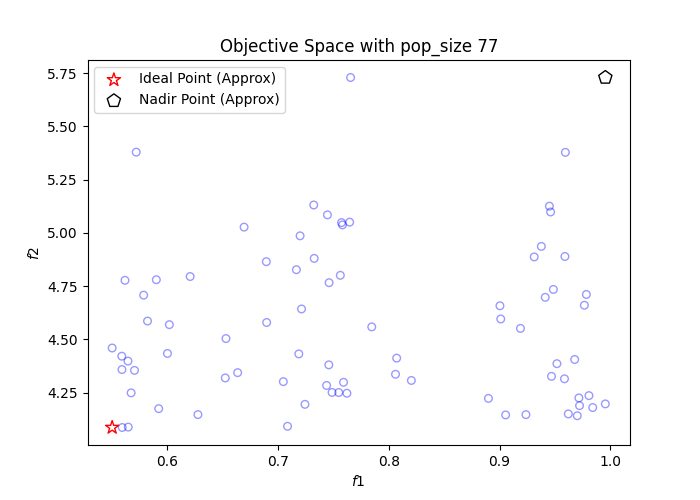 Objective Space with pop_size 77
Ideal Point (Approx)
Nadir Point (Approx)
5.75
5.50
5.25
5.00
4.75
4.50
4.25
f2
0.6 0.7 0.8 0.9 1.0
f1